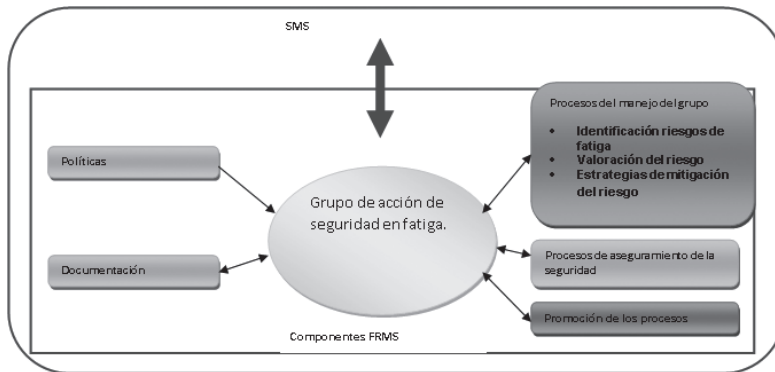 SMS
Procesos del manejo del grupo
• Identificación riesgos de
fatiga
• Valoración del riesgo
• Estrategias de mitigación
del riesgo
Políticas
Grupo de acción de
seguridad en fatiga.
Documentación
Procesos de aseguramiento de la
seguridad
Promoción de los procesos
Componentes FRMS